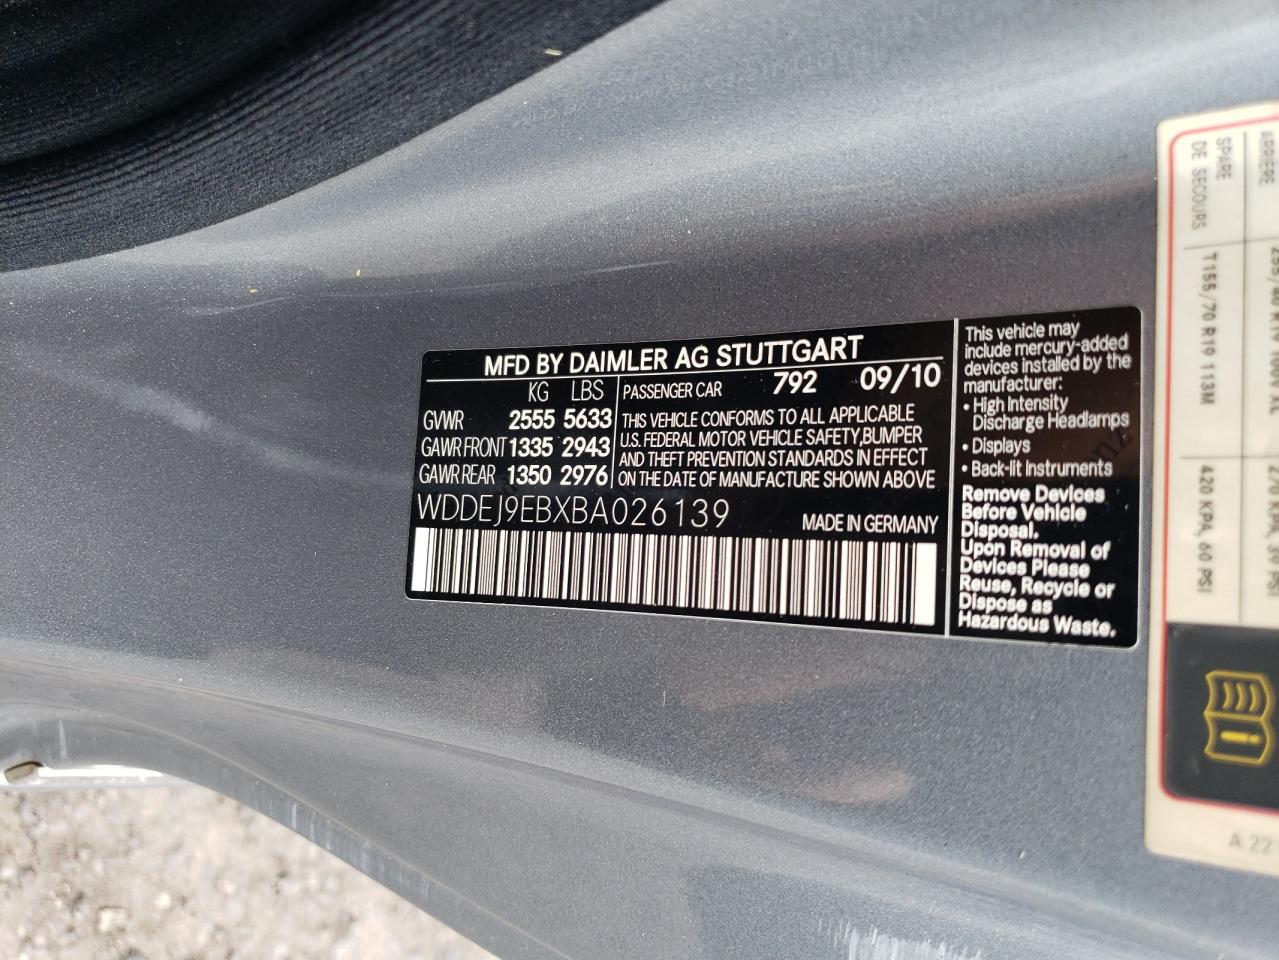 MFD BY DAIMLER AG STUTTGART
KG LBS
GVWR 2555 5633
GAWR FRONT 1335 2943
GAWR REAR 1350 2976
PASSENGER CAR 792 09/10
THIS VEHICLE CONFORMS TO ALL APPLICABLE
U.S. FEDERAL MOTOR VEHICLE SAFETY,BUMPER
AND THEFT PREVENTION STANDARDS IN EFFECT
ON THE DATE OF MANUFACTURE SHOWN ABOVE
WDDEJ9EBXBA026139
MADE IN GERMANY
This vehicle may
include mercury-added
devices installed by the
manufacturer:
• High Intensity
Discharge Headlamps
• Displays
• Back-lit Instruments
Remove Devices
Before Vehicle
Disposal.
Upon Removal of
Devices Please
Reuse, Recycle or
Dispose as
Hazardous Waste.
ARRIERE
SPARE
DE SECOURS
T155/70 R19 113M
420 KPA, 60 PSI
A 22